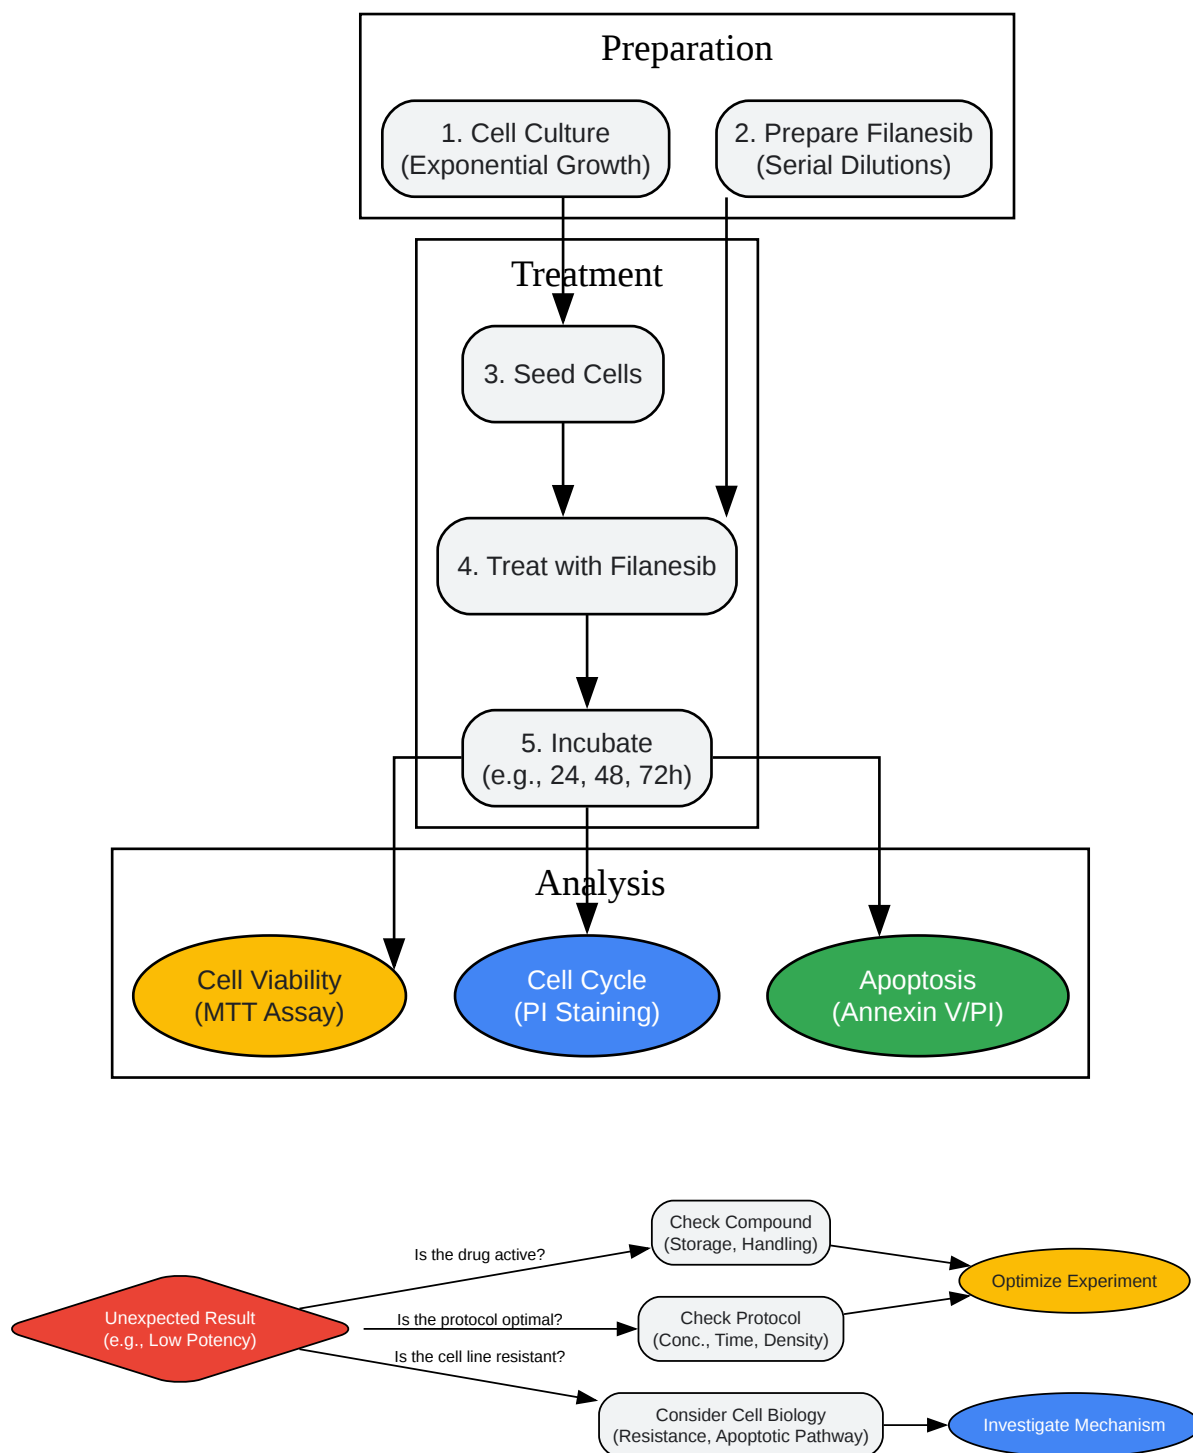 Preparation
1. Cell Culture
(Exponential Growth)
2. Prepare Filanesib
(Serial Dilutions)
Treatment
3. Seed Cells
4. Treat with Filanesib
5. Incubate
(e.g., 24, 48, 72h)
Analysis
Cell Viability
(MTT Assay)
Cell Cycle
(PI Staining)
Apoptosis
(Annexin V/PI)
Unexpected Result
(e.g., Low Potency)
Is the drug active?
Is the protocol optimal?
Is the cell line resistant?
Check Compound
(Storage, Handling)
Check Protocol
(Conc., Time, Density)
Consider Cell Biology
(Resistance, Apoptotic Pathway)
Optimize Experiment
Investigate Mechanism